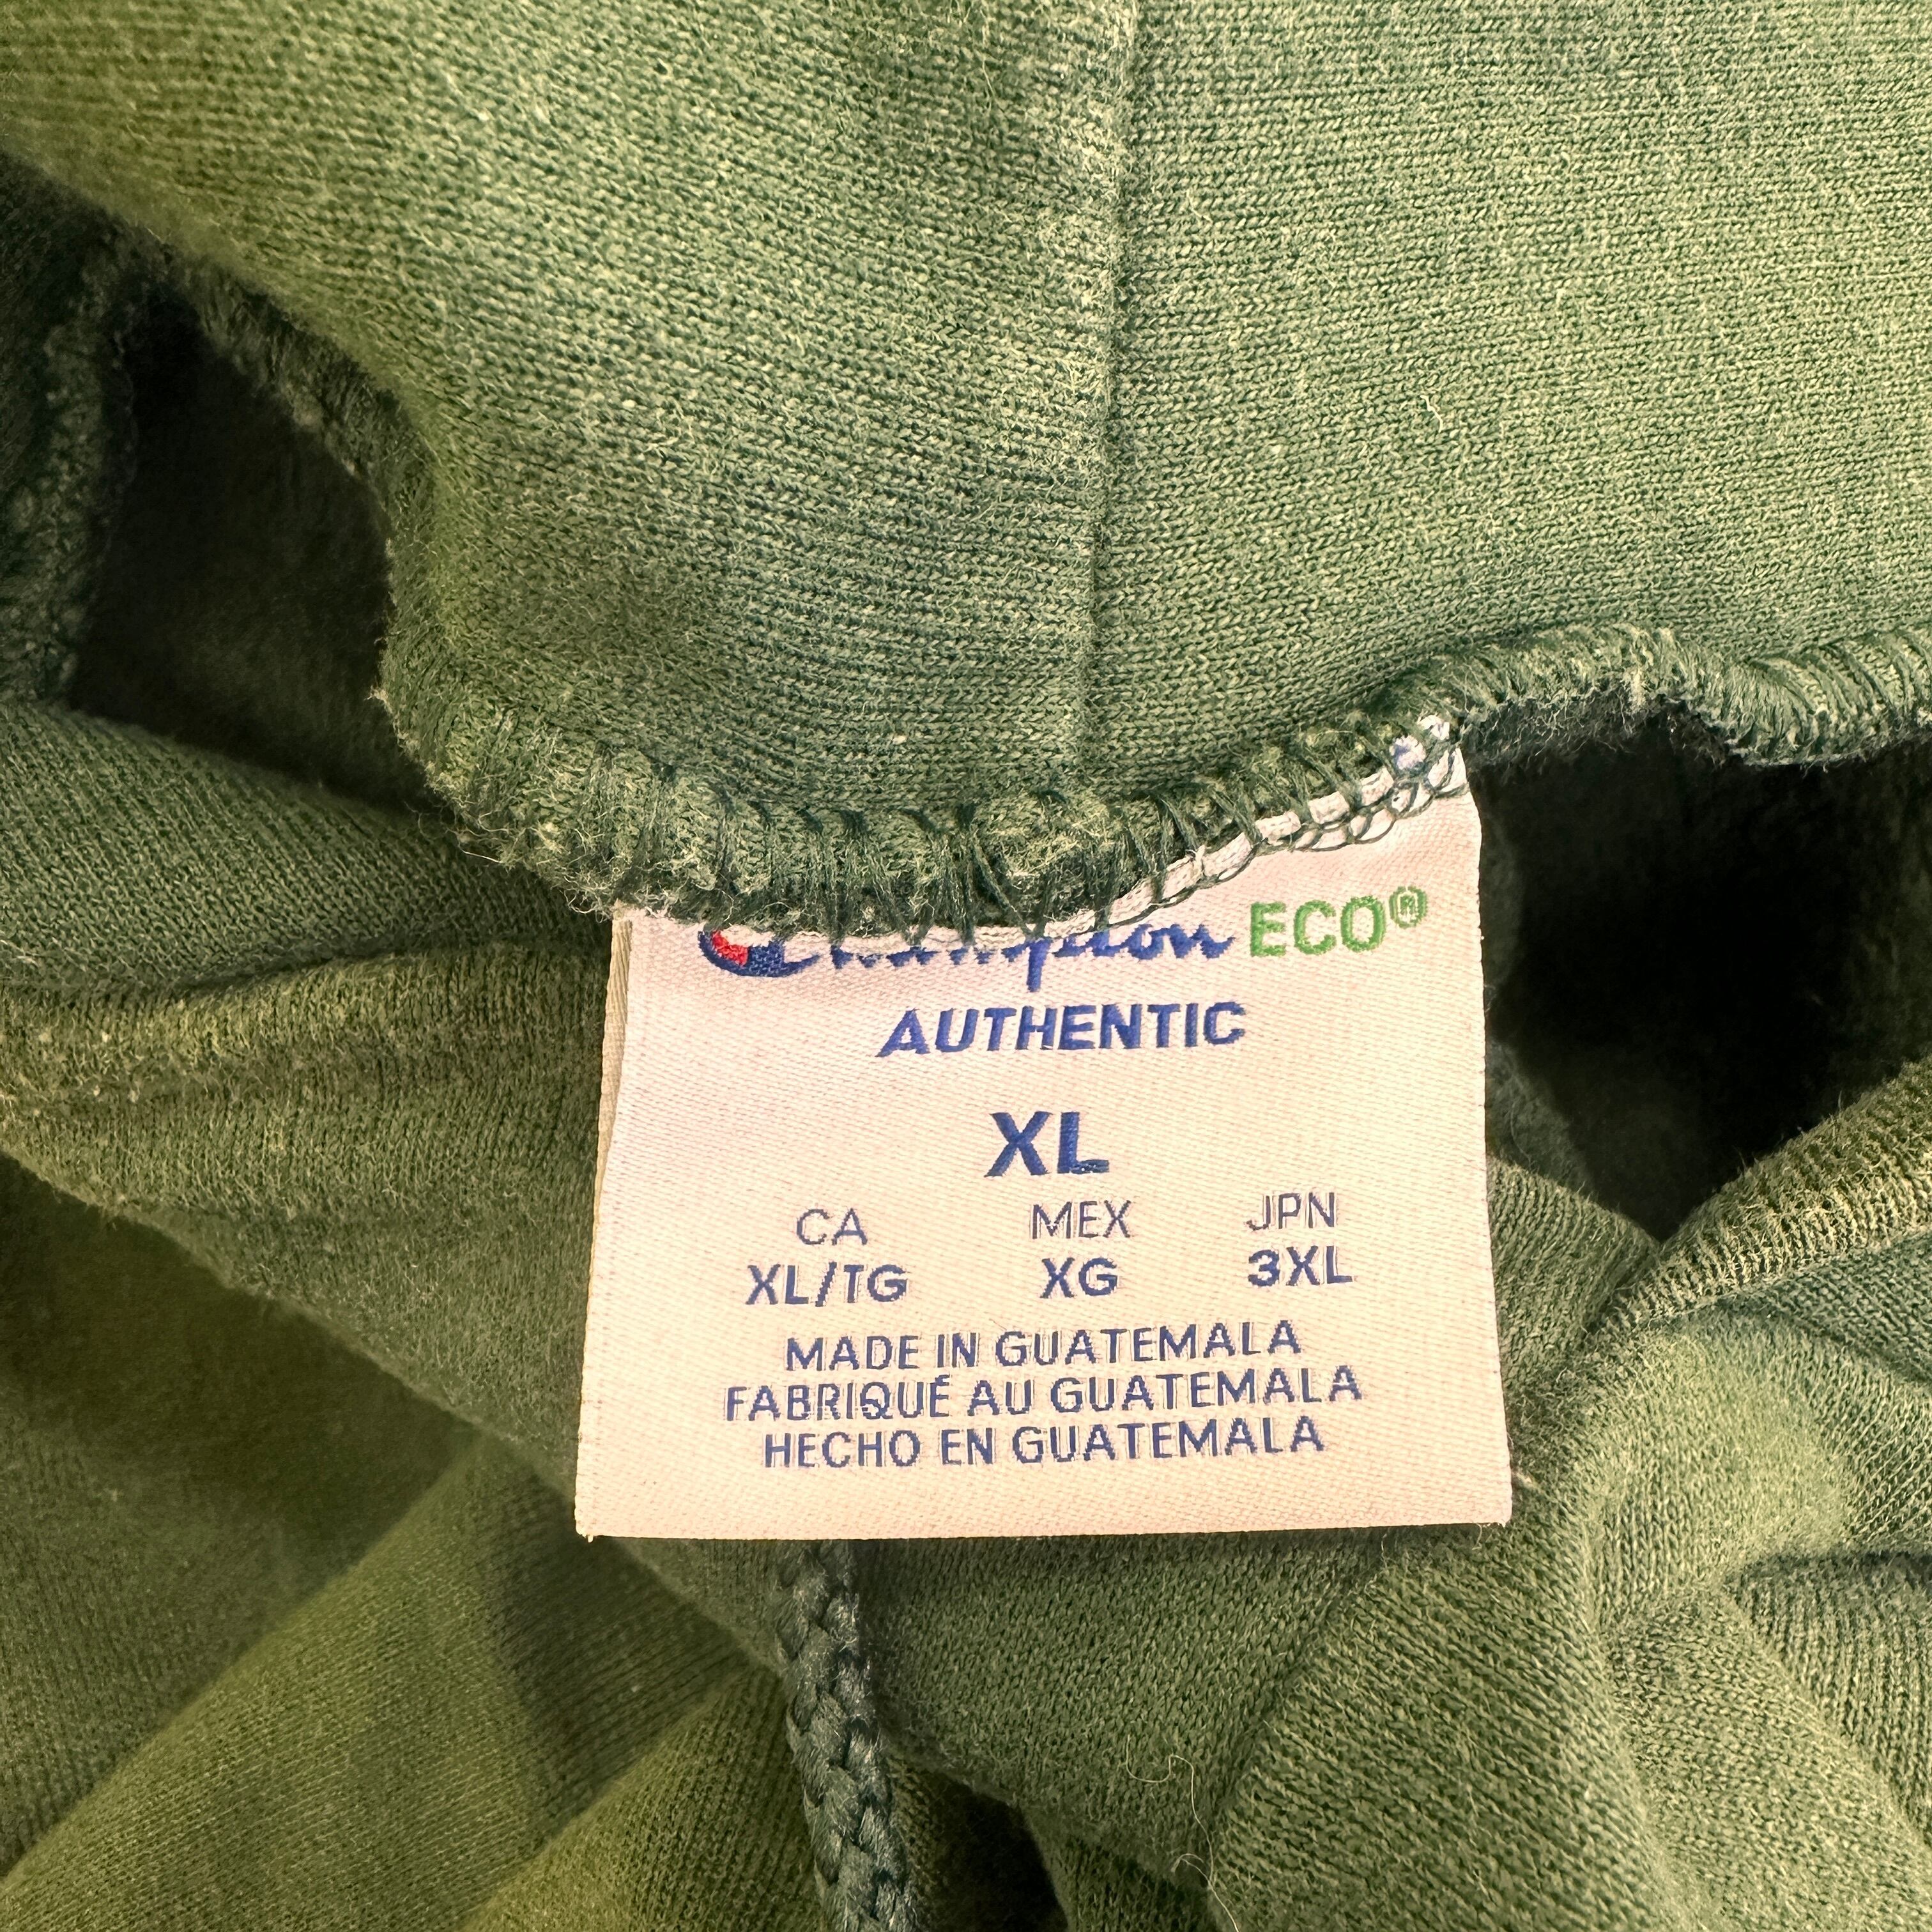 Champion ECO®
AUTHENTIC
XL
CA MEX JPN
XL/TG XG 3XL
MADE IN GUATEMALA
FABRIQUÉ AU GUATEMALA
HECHO EN GUATEMALA